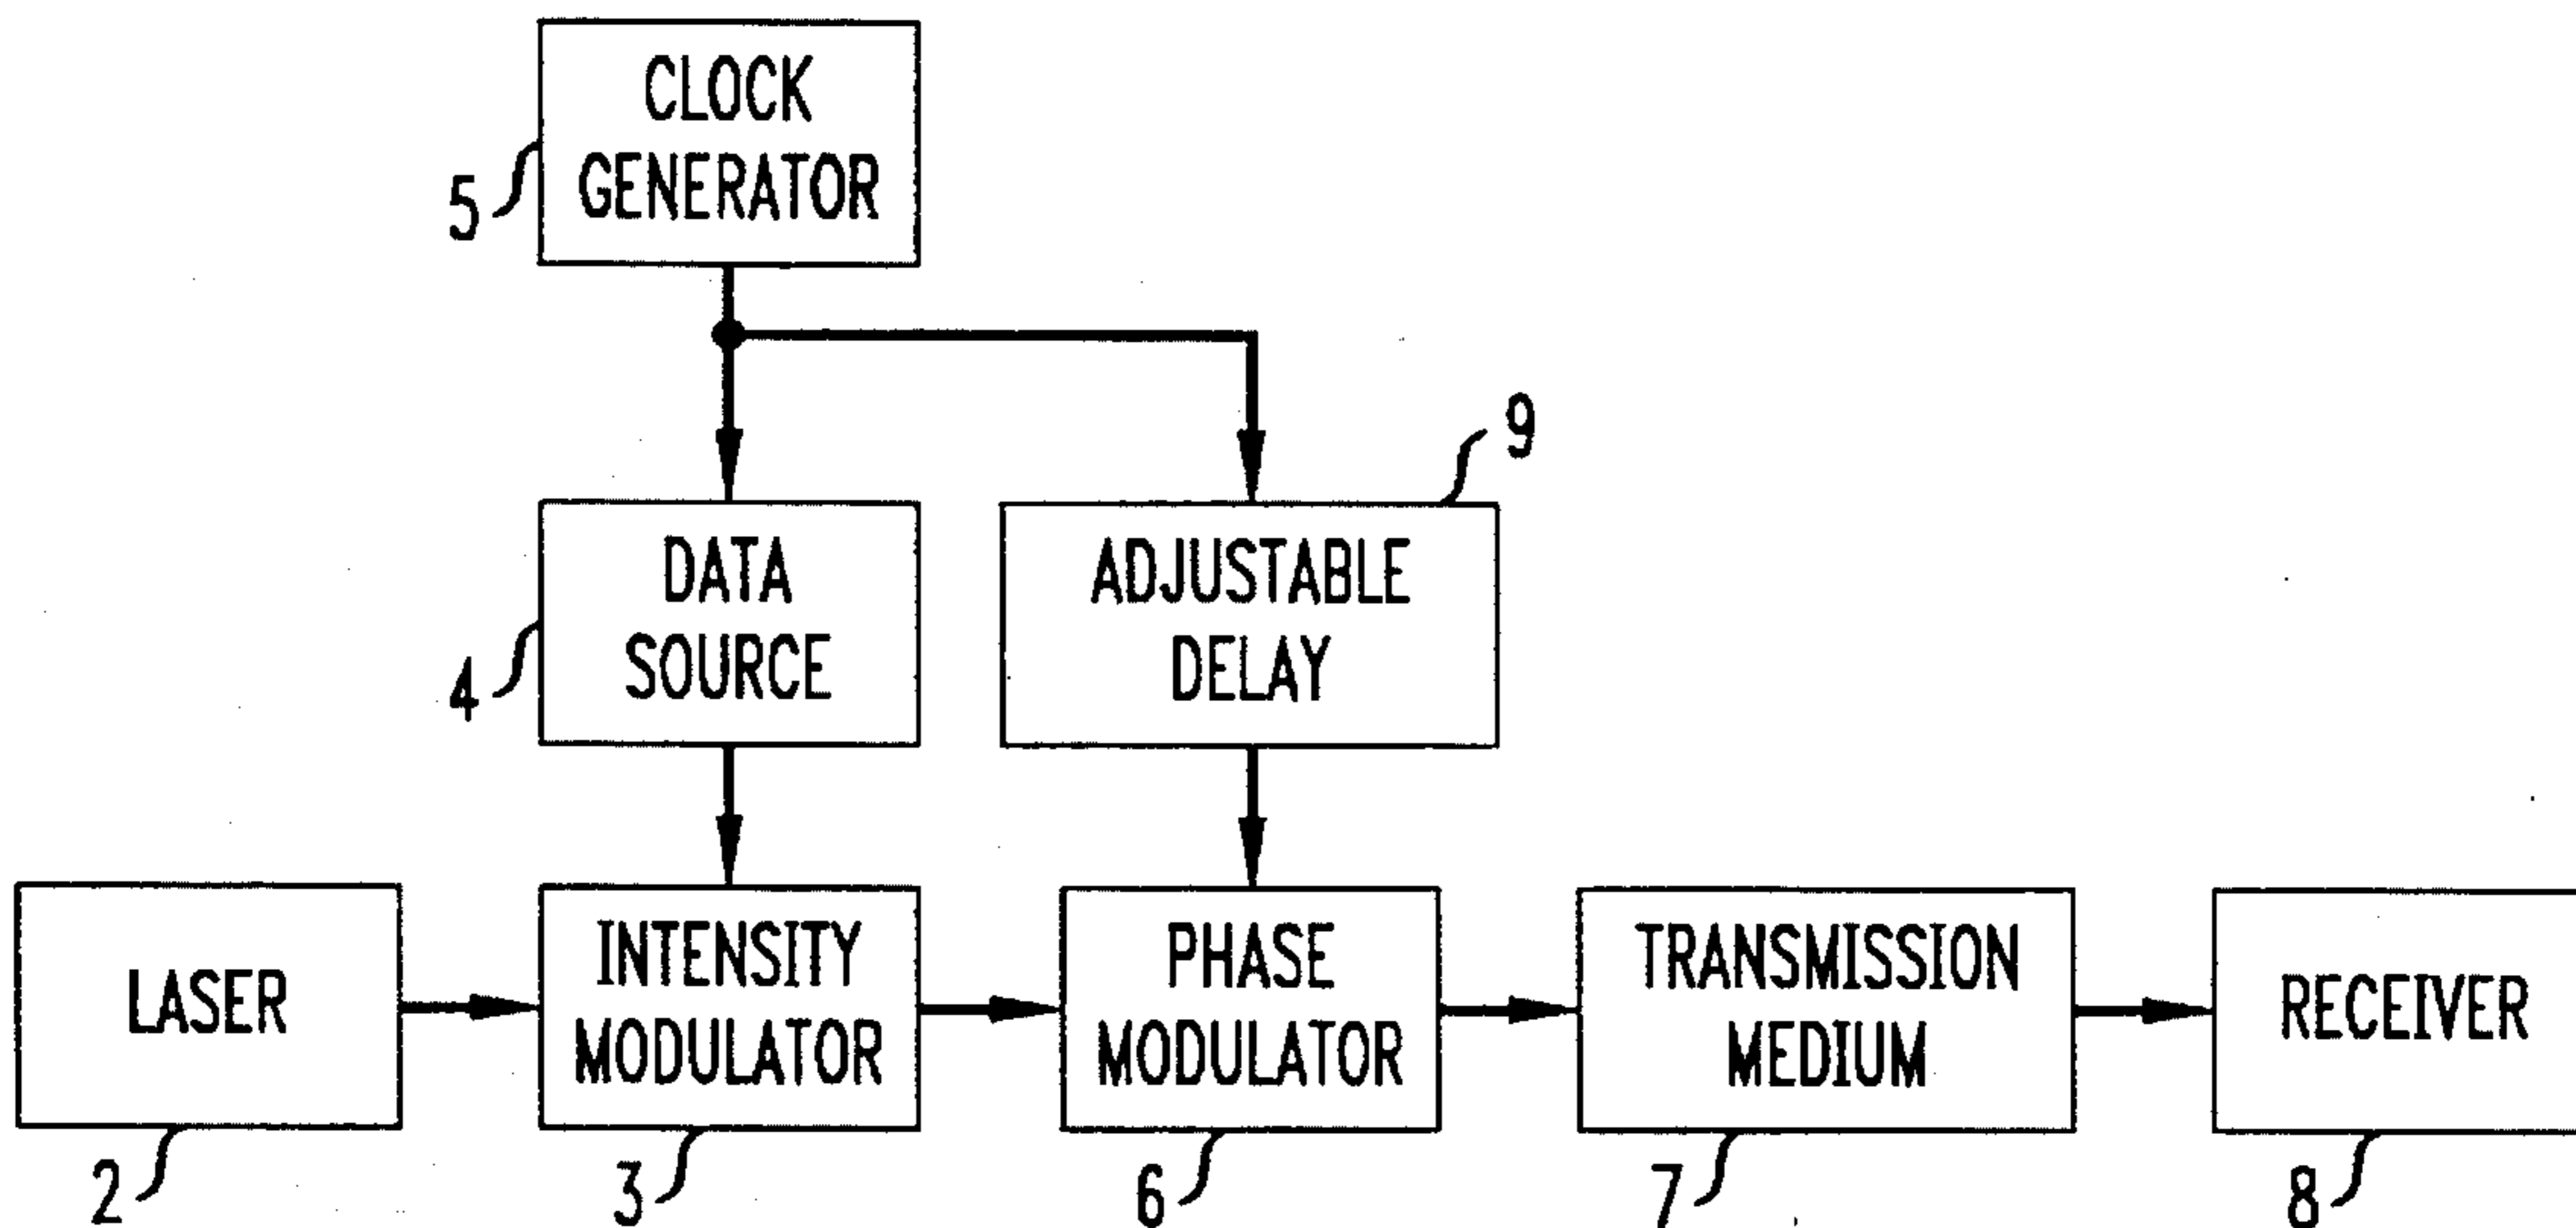 CLOCK
GENERATOR
5
9
DATA
SOURCE
4
ADJUSTABLE
DELAY
LASER
2
INTENSITY
MODULATOR
3
PHASE
MODULATOR
6
TRANSMISSION
MEDIUM
7
RECEIVER
8